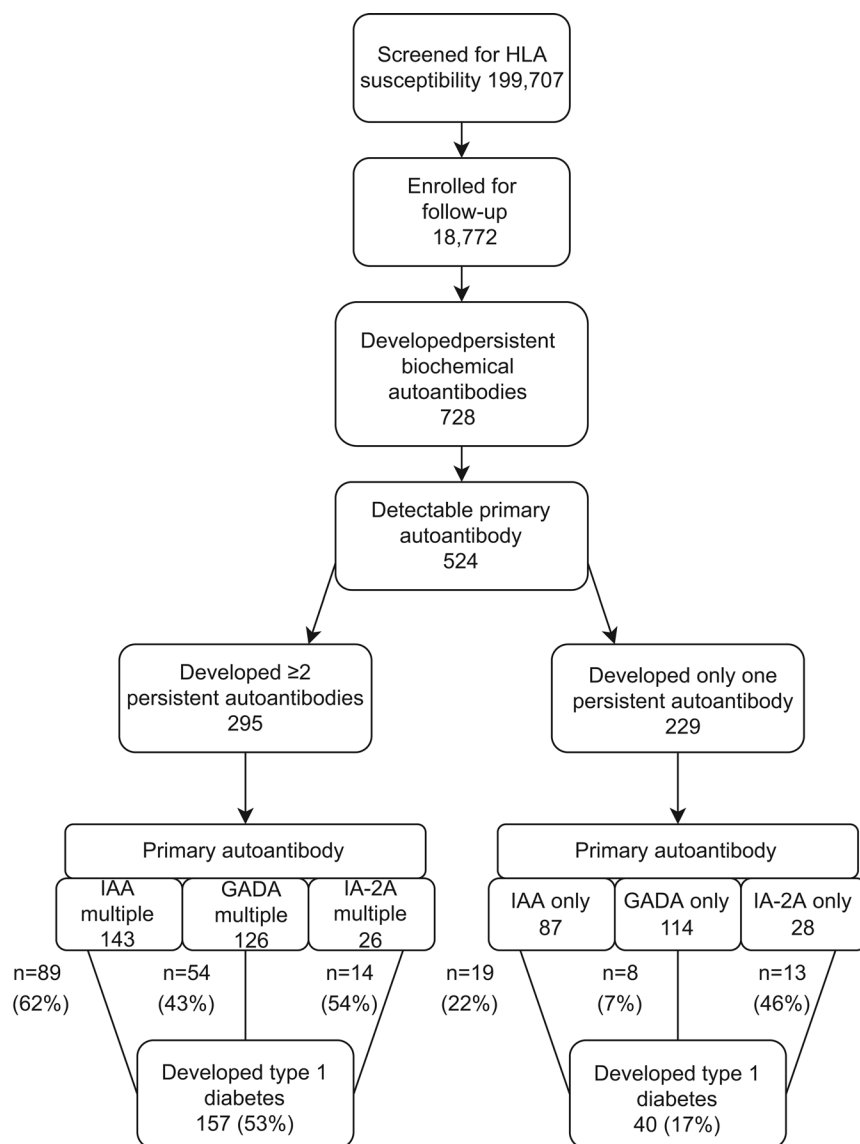 Screened for HLA
susceptibility 199,707
Enrolled for
follow-up
18,772
Developedpersistent
biochemical
autoantibodies
728
Detectable primary
autoantibody
524
Developed ≥2
persistent autoantibodies
295
Developed only one
persistent autoantibody
229
Primary autoantibody
IAA
multiple
143
GADA
multiple
126
IA-2A
multiple
26
n=89
(62%)
n=54
(43%)
n=14
(54%)
Developed type 1
diabetes
157 (53%)
Primary autoantibody
IAA only
87
GADA only
114
IA-2A only
28
n=19
(22%)
n=8
(7%)
n=13
(46%)
Developed type 1
diabetes
40 (17%)